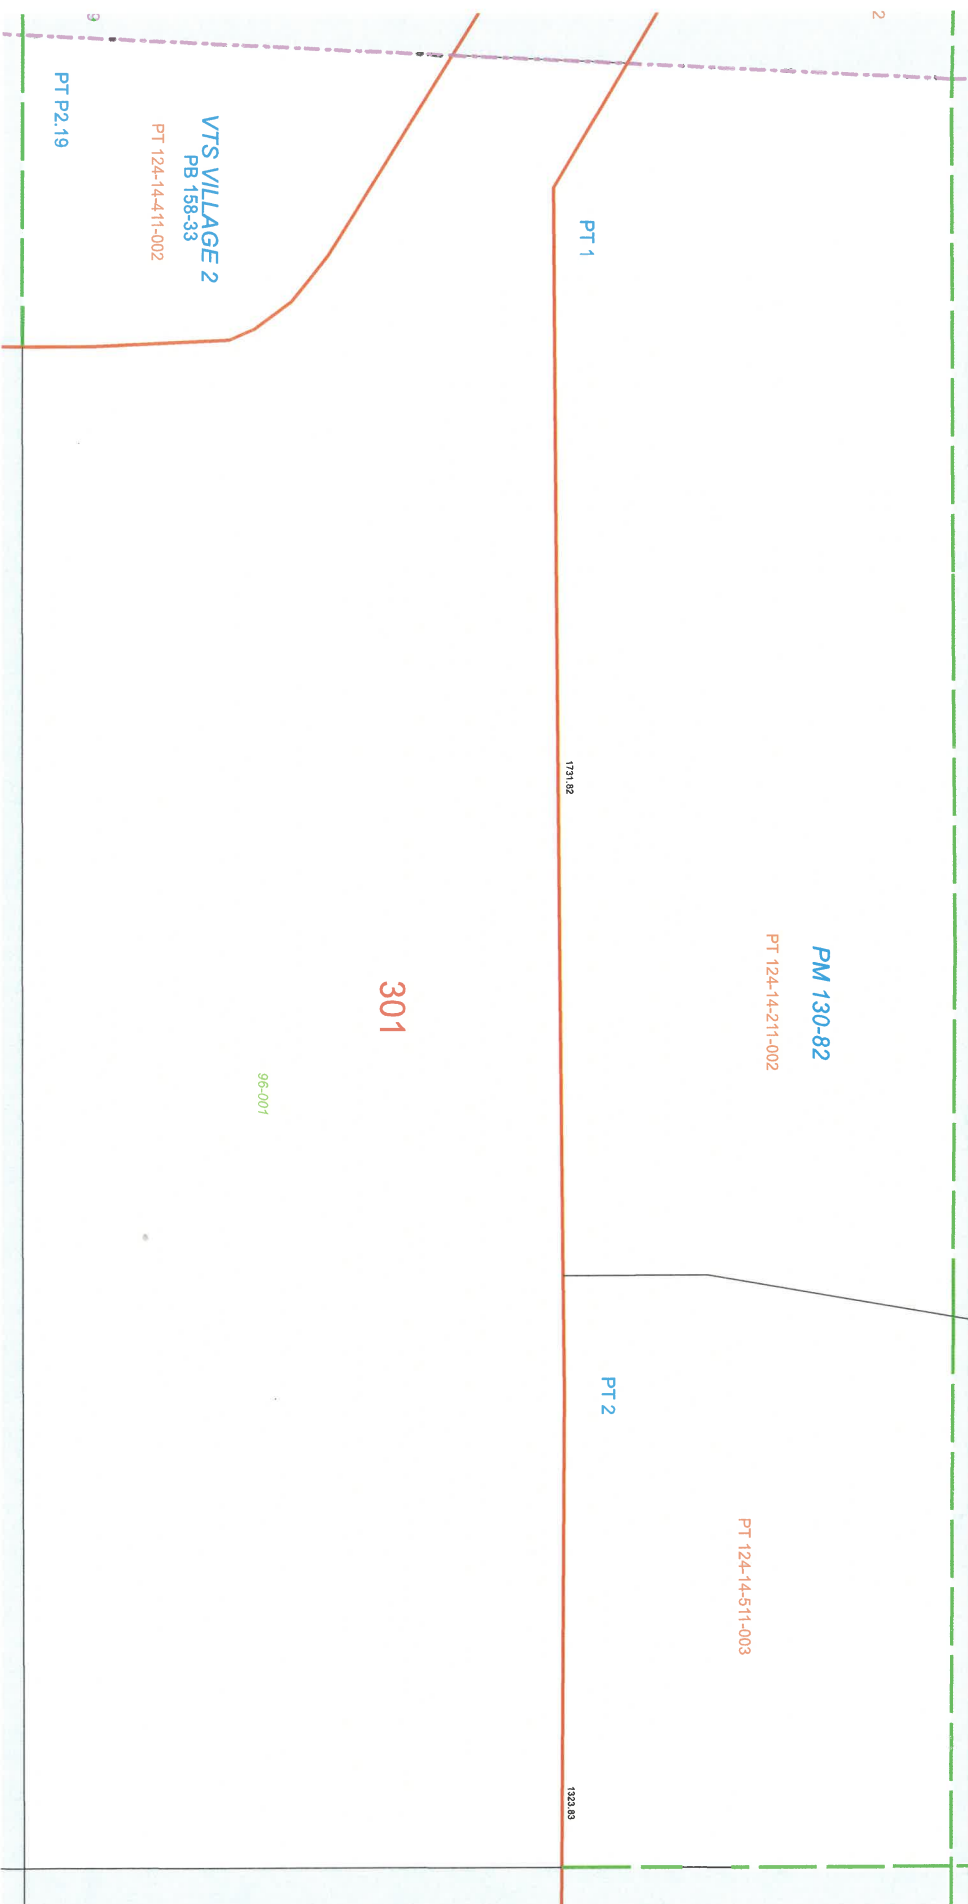 2
9
PT P2.19
VTS VILLAGE 2
PB 158-33
PT 124-14-411-002
PT 1
1731.82
PM 130-82
PT 124-14-211-002
301
96-001
PT 2
PT 124-14-511-003
1323.83